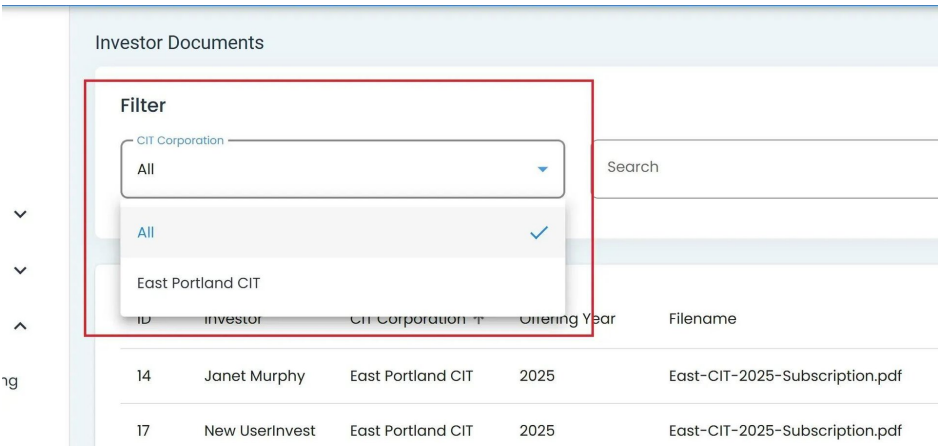 Investor Documents
Filter
CIT Corporation
All
Search
All
East Portland CIT
ID Investor CIT Corporation ↑ Offering Year Filename
14 Janet Murphy East Portland CIT 2025 East-CIT-2025-Subscription.pdf
17 New UserInvest East Portland CIT 2025 East-CIT-2025-Subscription.pdf